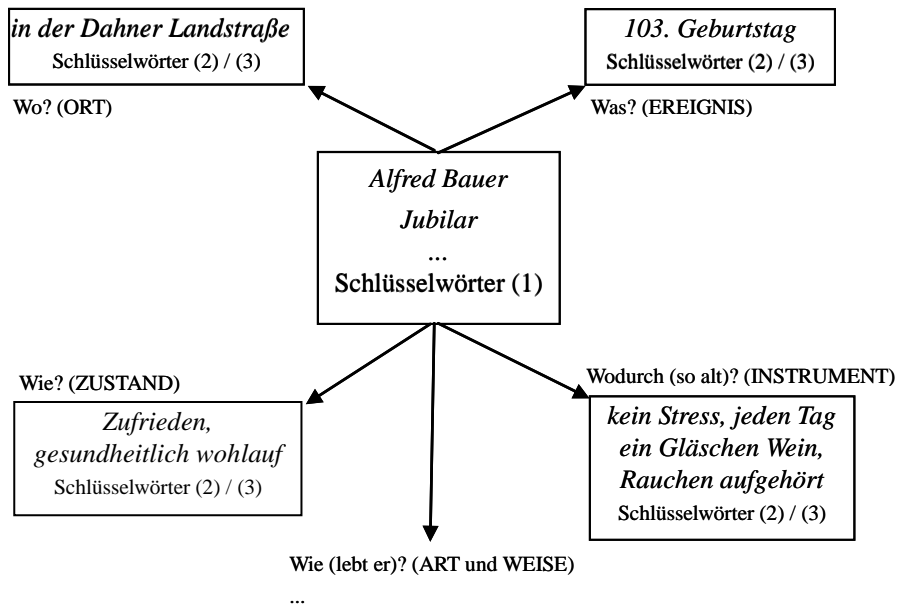 in der Dahner Landstraße
Schlüsselwörter (2) / (3)
Wo? (ORT)
103. Geburtstag
Schlüsselwörter (2) / (3)
Was? (EREIGNIS)
Alfred Bauer
Jubilar
...
Schlüsselwörter (1)
Wie? (ZUSTAND)
Zufrieden,
gesundheitlich wohlauf
Schlüsselwörter (2) / (3)
Wodurch (so alt)? (INSTRUMENT)
kein Stress, jeden Tag
ein Gläschen Wein,
Rauchen aufgehört
Schlüsselwörter (2) / (3)
Wie (lebt er)? (ART und WEISE)
...